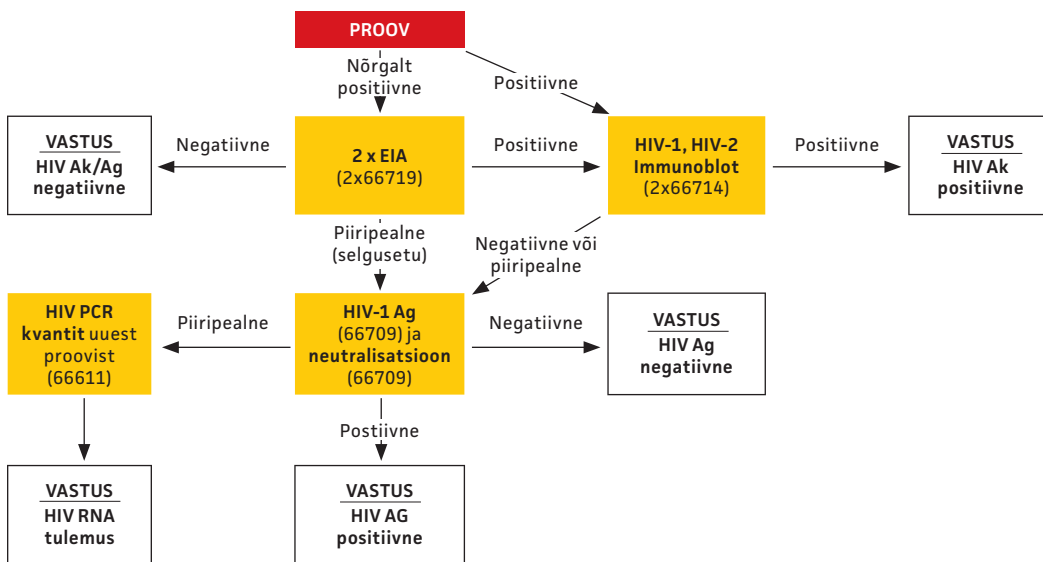 PROOV
Nõrgalt
positiivne
Positiivne
VASTUS
HIV Ak/Ag
negatiivne
Negatiivne
2 x EIA
(2x66719)
Positiivne
HIV-1, HIV-2
Immunoblot
(2x66714)
Positiivne
VASTUS
HIV Ak
positiivne
Piiripealne
(selgusetu)
Negatiivne või
piiripealne
HIV PCR
kvantit uuest
proovist
(66611)
Piiripealne
HIV-1 Ag
(66709) ja
neutralisatsioon
(66709)
Negatiivne
VASTUS
HIV Ag
negatiivne
Postiivne
VASTUS
HIV RNA
tulemus
VASTUS
HIV AG
positiivne